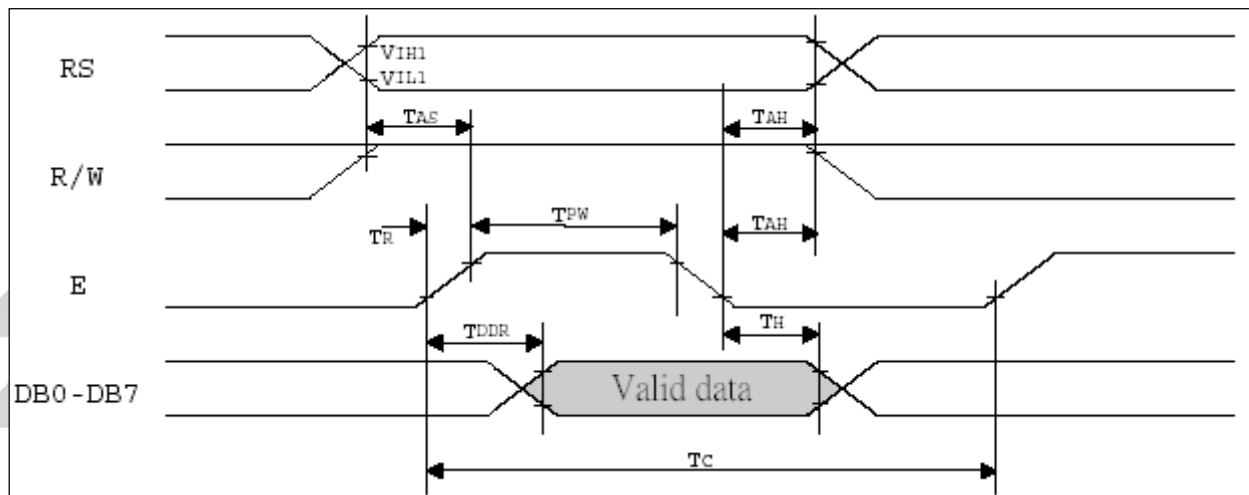 RS
VIH1
VIL1
TAS
TAH
R/W
TPW
TR
TAH
E
TDDR
TH
DB0-DB7
Valid data
TC